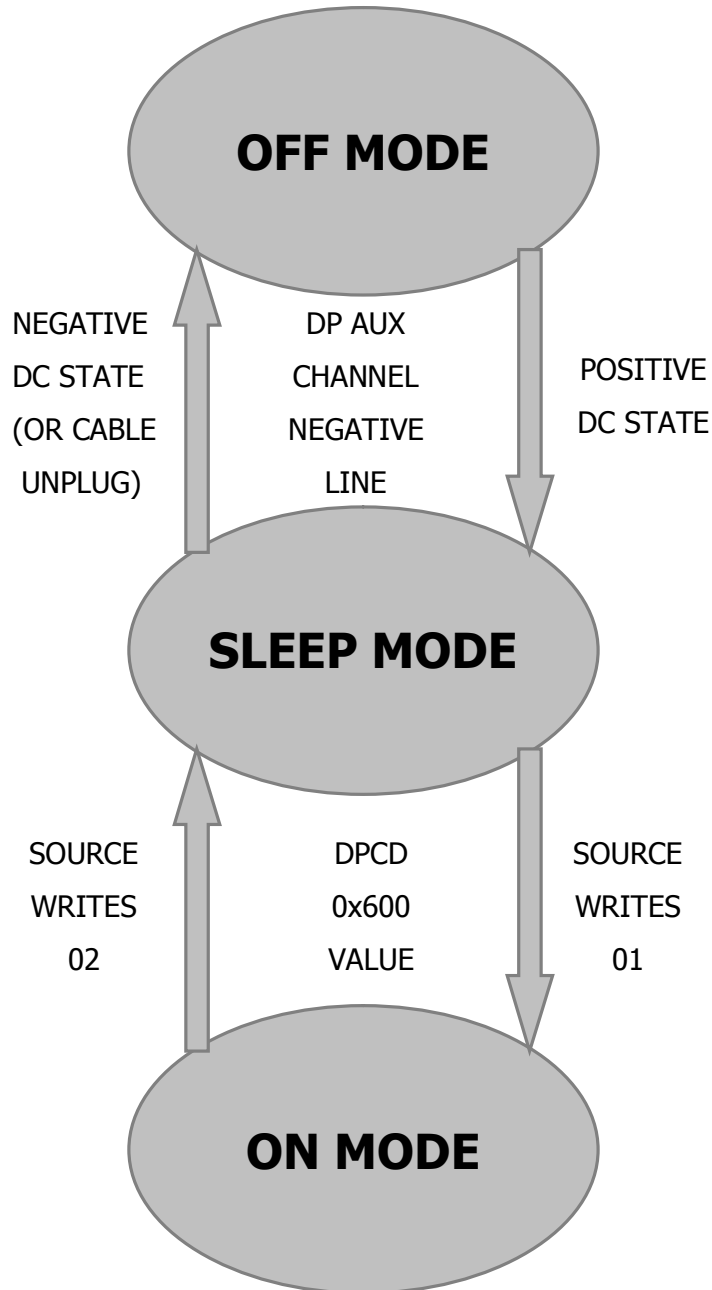 OFF MODE
NEGATIVE
DC STATE
(OR CABLE
UNPLUG)
DP AUX
CHANNEL
NEGATIVE
LINE
POSITIVE
DC STATE
SLEEP MODE
SOURCE
WRITES
02
DPCD
0x600
VALUE
SOURCE
WRITES
01
ON MODE